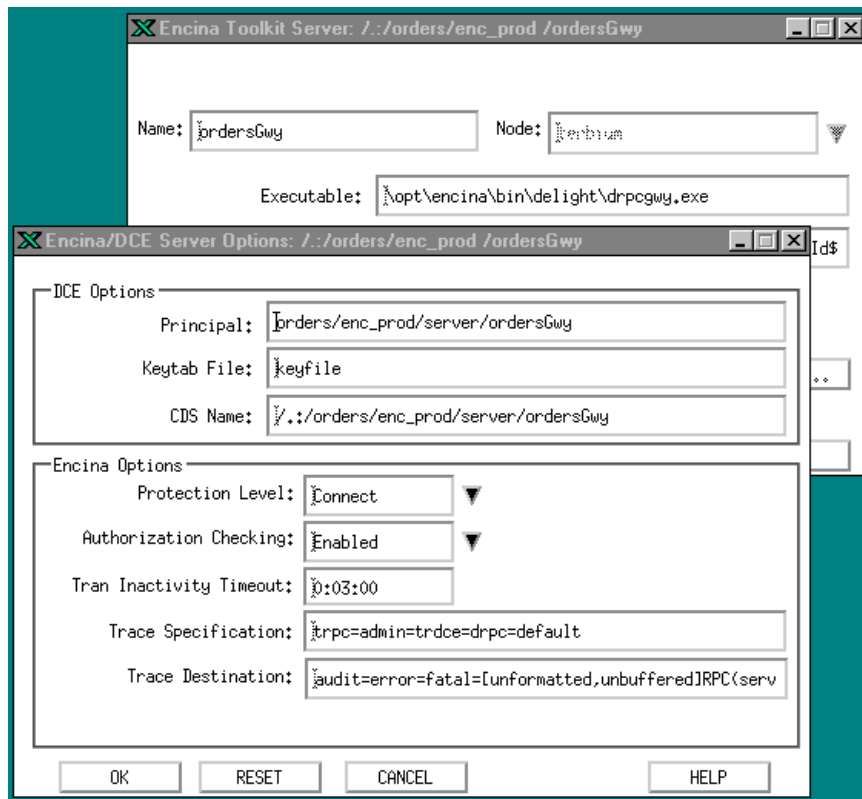 Encina Toolkit Server: /.:/orders/enc_prod /ordersGwy
Name: ordersGwy Node: terbium
Executable: \opt\encina\bin\delight\drpcgwy.exe
Encina/DCE Server Options: /.:/orders/enc_prod /ordersGwy
Id$
DCE Options
Principal: orders/enc_prod/server/ordersGwy
Keytab File: keyfile
..
CDS Name: /.:/orders/enc_prod/server/ordersGwy
Encina Options
Protection Level: Connect
Authorization Checking: Enabled
Tran Inactivity Timeout: 0:03:00
Trace Specification: trpc=admin=trdce=drpc=default
Trace Destination: audit=error=fatal=[unformatted,unbuffered]RPC(serv
OK RESET CANCEL HELP